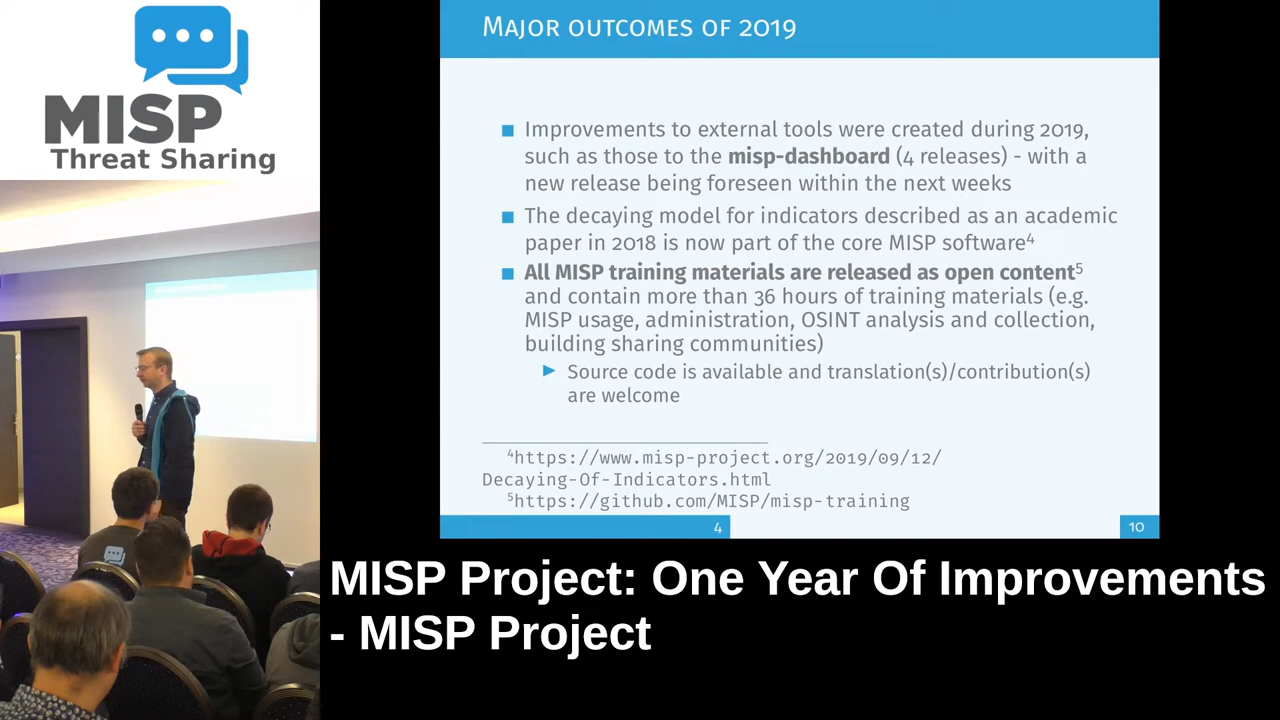 MISP
Threat Sharing
MAJOR OUTCOMES OF 2019
Improvements to external tools were created during 2019,
such as those to the misp-dashboard (4 releases) - with a
new release being foreseen within the next weeks
The decaying model for indicators described as an academic
paper in 2018 is now part of the core MISP software4
All MISP training materials are released as open content5
and contain more than 36 hours of training materials (e.g.
MISP usage, administration, OSINT analysis and collection,
building sharing communities)
Source code is available and translation(s)/contribution(s)
are welcome
4https://www.misp-project.org/2019/09/12/
Decaying-Of-Indicators.html
5https://github.com/MISP/misp-training
4
10
MISP Project: One Year Of Improvements
- MISP Project